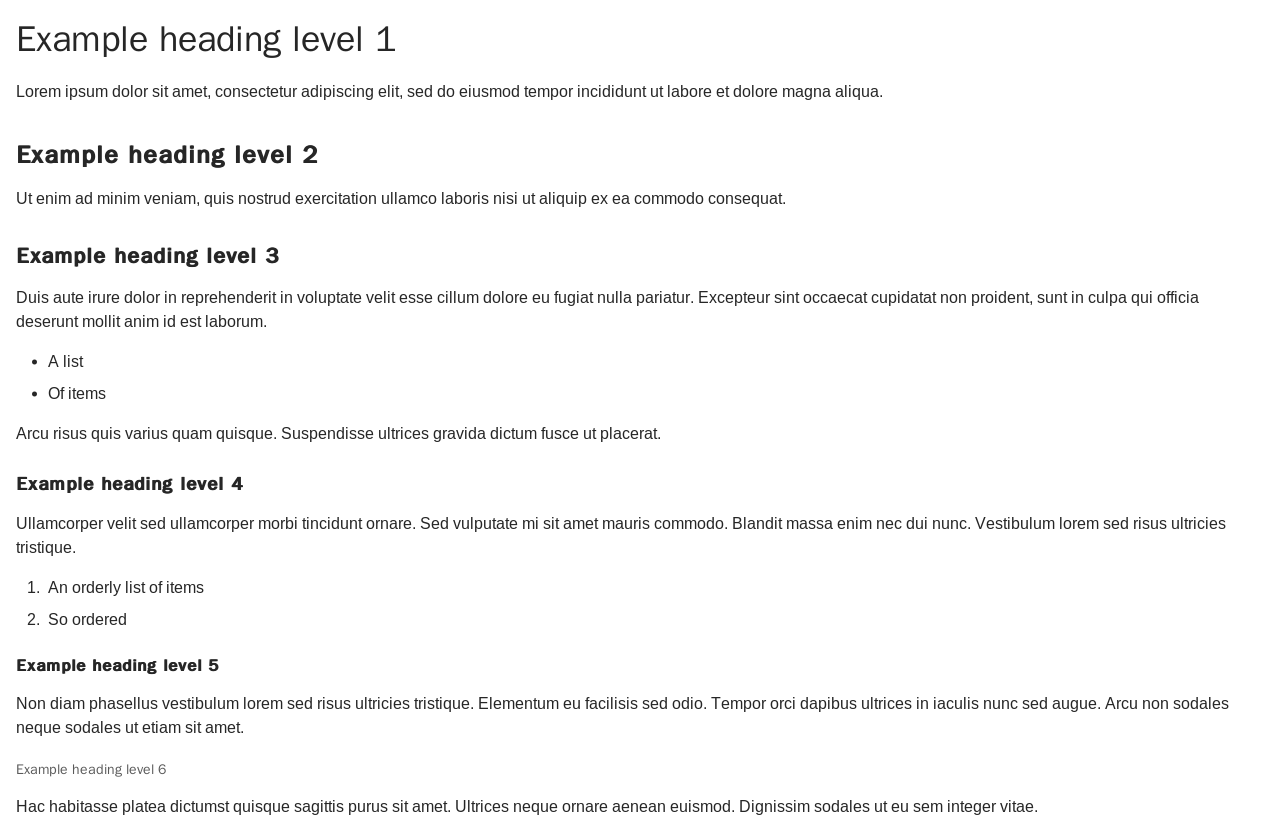 Example heading level 1
Lorem ipsum dolor sit amet, consectetur adipiscing elit, sed do eiusmod tempor incididunt ut labore et dolore magna aliqua.
Example heading level 2
Ut enim ad minim veniam, quis nostrud exercitation ullamco laboris nisi ut aliquip ex ea commodo consequat.
Example heading level 3
Duis aute irure dolor in reprehenderit in voluptate velit esse cillum dolore eu fugiat nulla pariatur. Excepteur sint occaecat cupidatat non proident, sunt in culpa qui officia
deserunt mollit anim id est laborum.
• A list
• Of items
Arcu risus quis varius quam quisque. Suspendisse ultrices gravida dictum fusce ut placerat.
Example heading level 4
Ullamcorper velit sed ullamcorper morbi tincidunt ornare. Sed vulputate mi sit amet mauris commodo. Blandit massa enim nec dui nunc. Vestibulum lorem sed risus ultricies
tristique.
1. An orderly list of items
2. So ordered
Example heading level 5
Non diam phasellus vestibulum lorem sed risus ultricies tristique. Elementum eu facilisis sed odio. Tempor orci dapibus ultrices in iaculis nunc sed augue. Arcu non sodales
neque sodales ut etiam sit amet.
Example heading level 6
Hac habitasse platea dictumst quisque sagittis purus sit amet. Ultrices neque ornare aenean euismod. Dignissim sodales ut eu sem integer vitae.